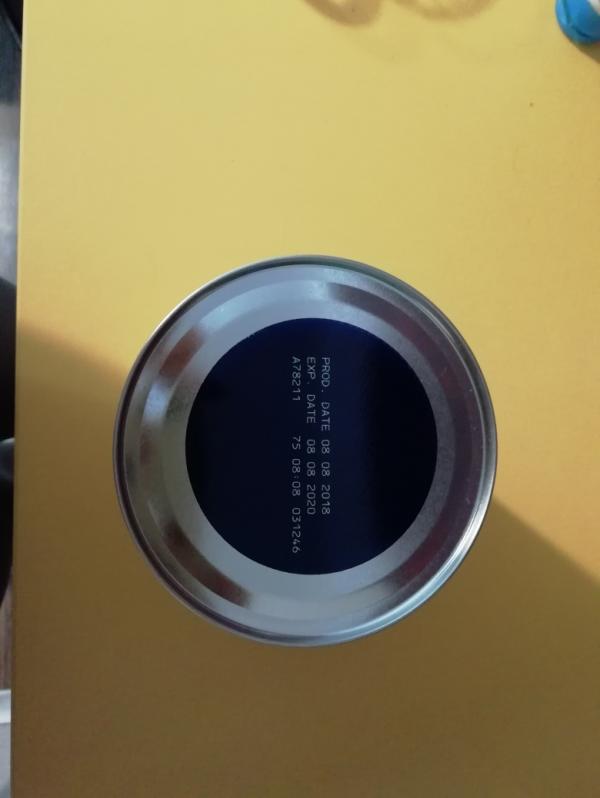 PROD. DATE 08 08 2018
EXP. DATE 08 08 2020
A78211 75 08:08 031246